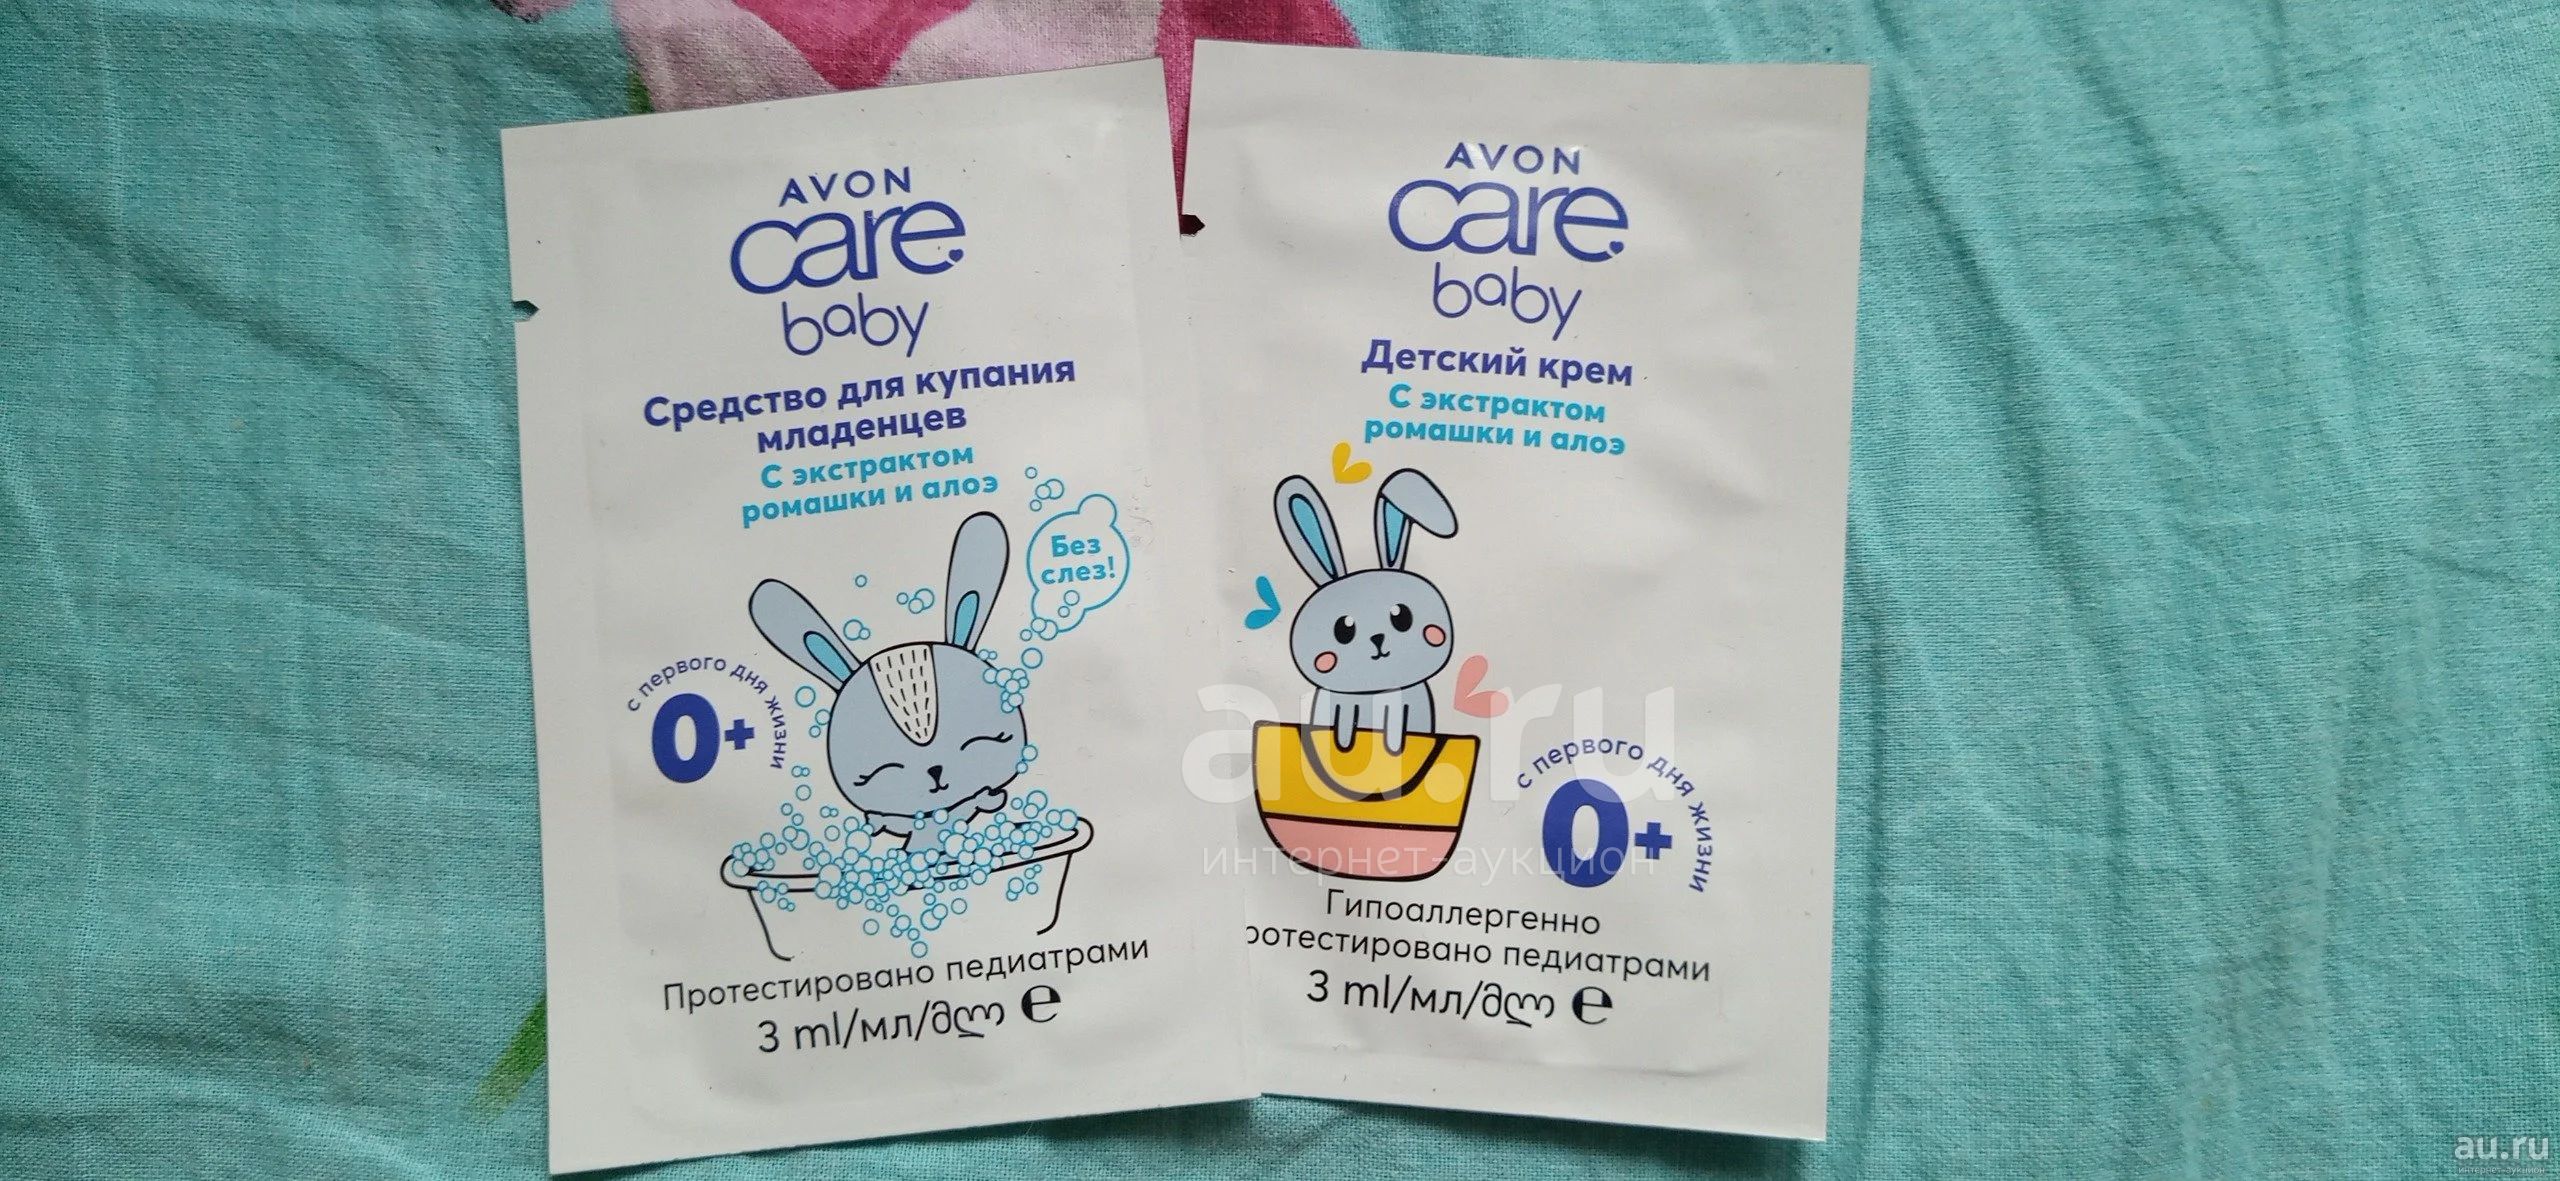 AVON
care
baby
Средство для купания
младенцев
С экстрактом
ромашки и алоэ
Без
слез!
с первого дня жизни
0+
Протестировано педиатрами
3 ml/мл/მლ e
AVON
care
baby
Детский крем
С экстрактом
ромашки и алоэ
с первого дня жизни
0+
Гипоаллергенно
ротестировано педиатрами
3 ml/мл/მლ e
au.ru
интернет-аукцион
au.ru
интернет-аукцион